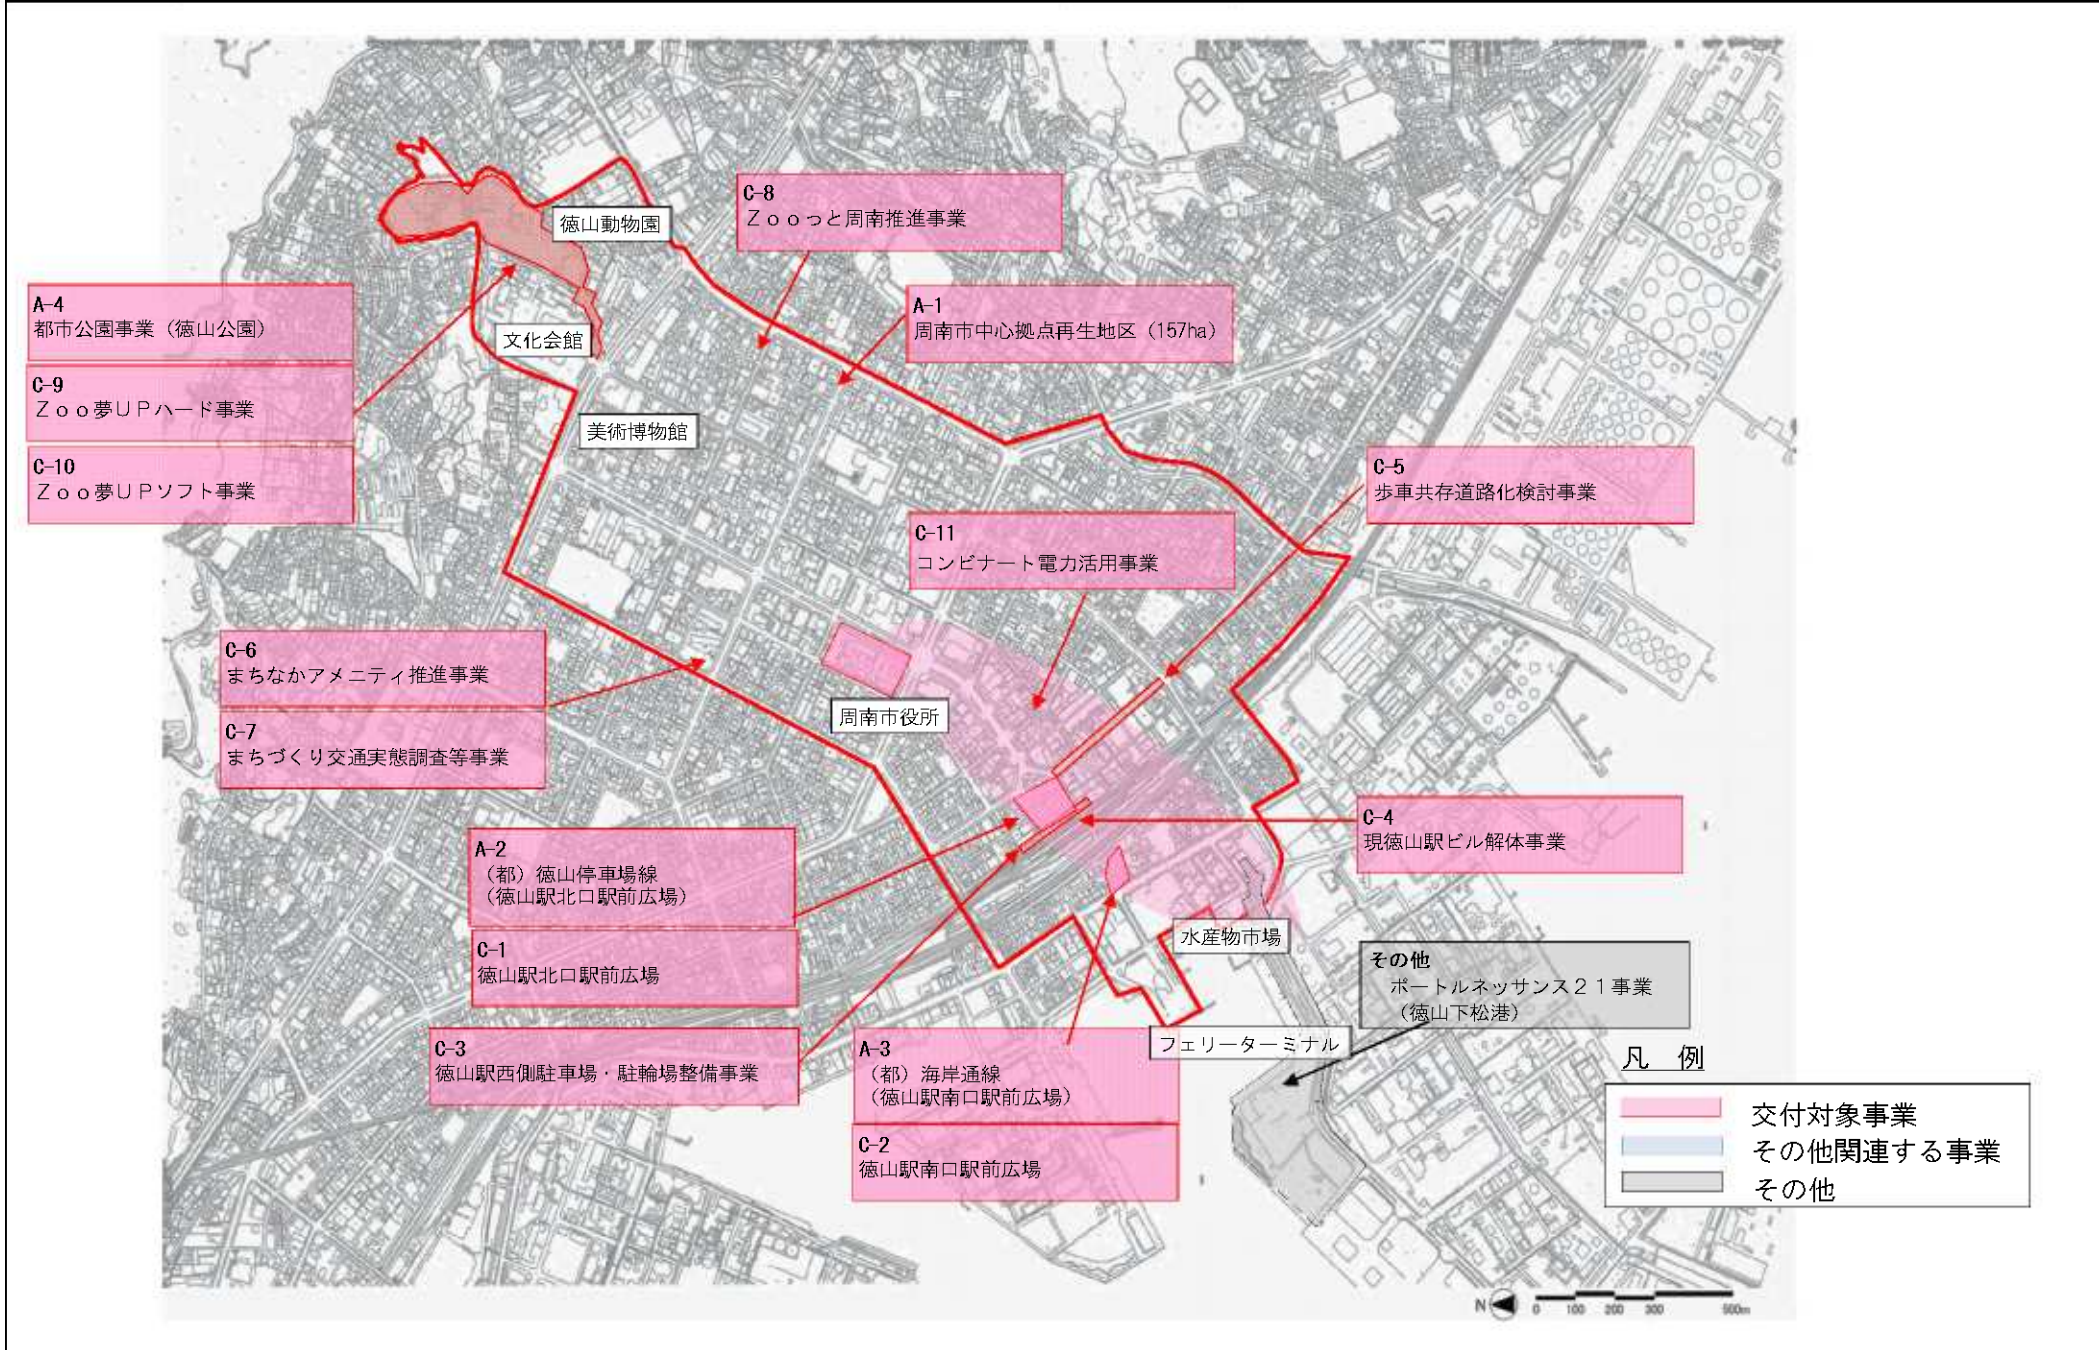 徳山動物園
C-8
Ｚｏｏっと周南推進事業
A-4
都市公園事業（徳山公園）
A-1
周南市中心拠点再生地区（157ha）
文化会館
C-9
Ｚｏｏ夢ＵＰハード事業
美術博物館
C-10
Ｚｏｏ夢ＵＰソフト事業
C-5
歩車共存道路化検討事業
C-11
コンビナート電力活用事業
C-6
まちなかアメニティ推進事業
周南市役所
C-7
まちづくり交通実態調査等事業
C-4
現徳山駅ビル解体事業
A-2
（都）徳山停車場線
（徳山駅北口駅前広場）
水産物市場
C-1
徳山駅北口駅前広場
その他
ポートルネッサンス２１事業
（徳山下松港）
フェリーターミナル
C-3
徳山駅西側駐車場・駐輪場整備事業
A-3
（都）海岸通線
（徳山駅南口駅前広場）
C-2
徳山駅南口駅前広場
凡　例
交付対象事業
その他関連する事業
その他
N
0 100 200 300 500m